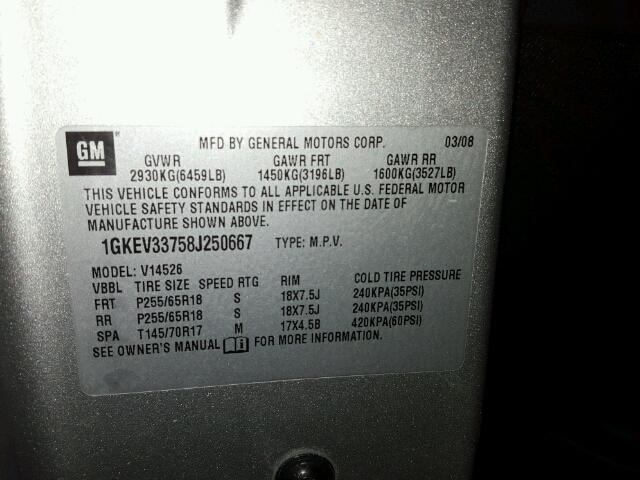 GM
MFD BY GENERAL MOTORS CORP. 03/08
GVWR GAWR FRT GAWR RR
2930KG(6459LB) 1450KG(3196LB) 1600KG(3527LB)
THIS VEHICLE CONFORMS TO ALL APPLICABLE U.S. FEDERAL MOTOR
VEHICLE SAFETY STANDARDS IN EFFECT ON THE DATE OF
MANUFACTURE SHOWN ABOVE.
1GKEV33758J250667 TYPE: M.P.V.
MODEL: V14526
VBBL TIRE SIZE SPEED RTG RIM COLD TIRE PRESSURE
FRT P255/65R18 S 18X7.5J 240KPA(35PSI)
RR P255/65R18 S 18X7.5J 240KPA(35PSI)
SPA T145/70R17 M 17X4.5B 420KPA(60PSI)
SEE OWNER'S MANUAL FOR MORE INFORMATION.